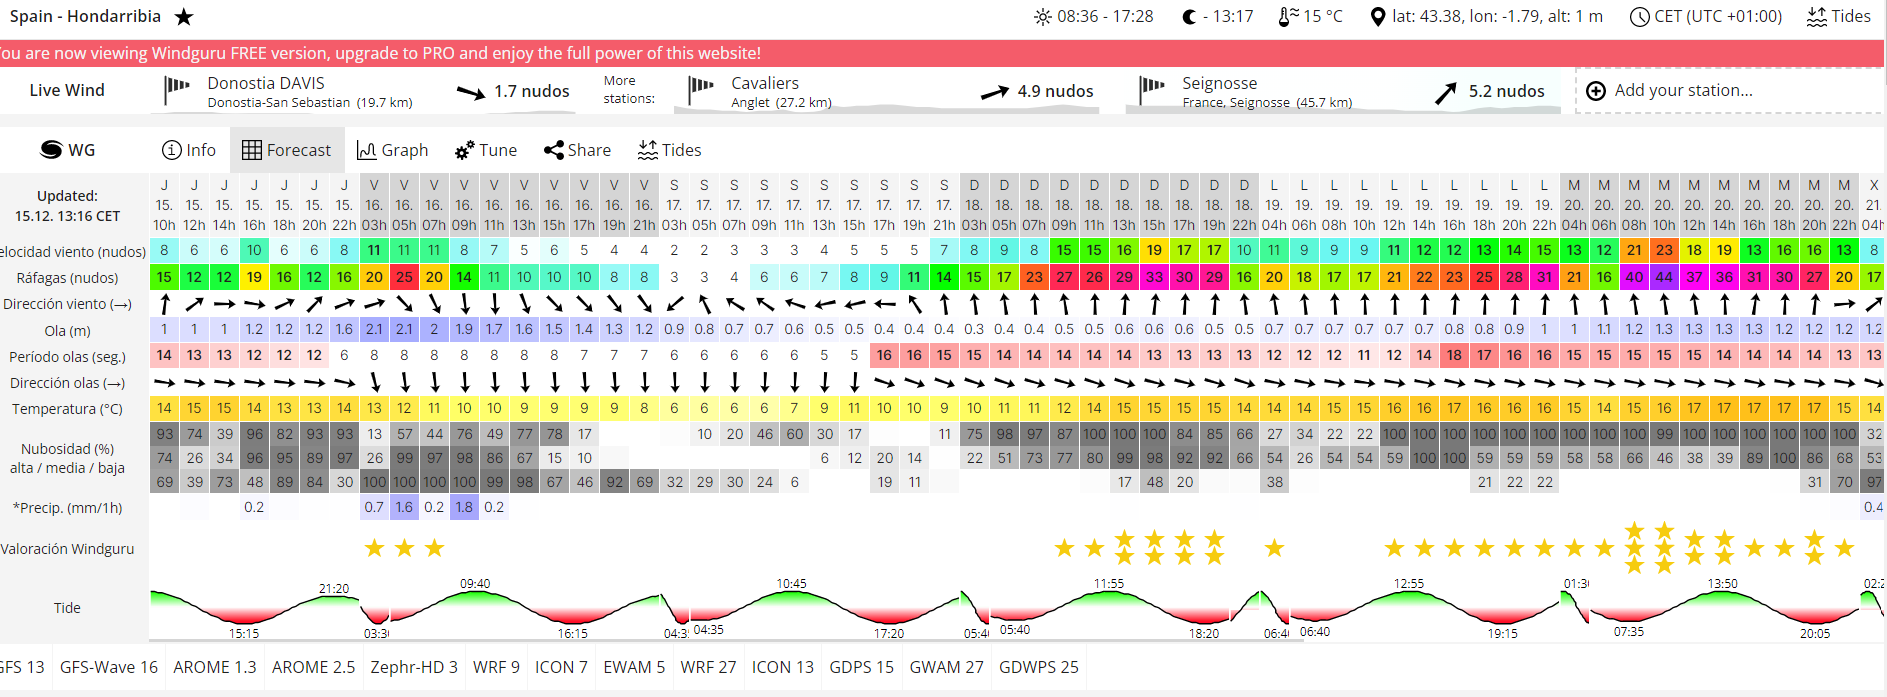 Spain - Hondarribia
08:36 - 17:28 - 13:17 15 °C lat: 43.38, lon: -1.79, alt: 1 m CET (UTC +01:00) Tides
You are now viewing Windguru FREE version, upgrade to PRO and enjoy the full power of this website!
Live Wind
Donostia DAVIS
Donostia-San Sebastian (19.7 km)
1.7 nudos
More stations:
Cavaliers
Anglet (27.2 km)
4.9 nudos
Seignosse
France, Seignosse (45.7 km)
5.2 nudos
Add your station...
WG Info Forecast Graph Tune Share Tides
Updated:
15.12. 13:16 CET
J J J J J J J V V V V V V V V V V S S S S S S S S S S D D D D D D D D D D L L L L L L L L L L M M M M M M M M M M X
15. 15. 15. 15. 15. 15. 15. 16. 16. 16. 16. 16. 16. 16. 16. 16. 16. 17. 17. 17. 17. 17. 17. 17. 17. 17. 17. 18. 18. 18. 18. 18. 18. 18. 18. 18. 18. 19. 19. 19. 19. 19. 19. 19. 19. 19. 19. 20. 20. 20. 20. 20. 20. 20. 20. 20. 20. 21.
10h 12h 14h 16h 18h 20h 22h 03h 05h 07h 09h 11h 13h 15h 17h 19h 21h 03h 05h 07h 09h 11h 13h 15h 17h 19h 21h 03h 05h 07h 09h 11h 13h 15h 17h 19h 22h 04h 06h 08h 10h 12h 14h 16h 18h 20h 22h 04h 06h 08h 10h 12h 14h 16h 18h 20h 22h 04h
elocidad viento (nudos) 8 6 6 10 6 6 8 11 11 11 8 7 5 6 5 4 4 2 2 3 3 3 4 5 5 5 7 8 9 8 15 15 16 19 17 17 10 11 9 9 9 11 12 12 13 14 15 13 12 21 23 18 19 13 16 16 13 8
Ráfagas (nudos) 15 12 12 19 16 12 16 20 25 20 14 11 10 10 10 8 8 3 3 4 6 6 7 8 9 11 14 15 17 23 27 26 29 33 30 29 16 20 18 17 17 21 22 23 25 28 31 21 16 40 44 37 36 31 30 27 20 17
Dirección viento (→)
Ola (m) 1 1 1 1.2 1.2 1.2 1.6 2.1 2.1 2 1.9 1.7 1.6 1.5 1.4 1.3 1.2 0.9 0.8 0.7 0.7 0.6 0.5 0.5 0.4 0.4 0.4 0.3 0.4 0.4 0.5 0.5 0.6 0.6 0.6 0.5 0.5 0.7 0.7 0.7 0.7 0.7 0.7 0.8 0.8 0.9 1 1 1.1 1.2 1.3 1.3 1.3 1.3 1.2 1.2 1.2 1.2
Período olas (seg.) 14 13 13 12 12 12 6 8 8 8 8 8 8 8 7 7 7 6 6 6 6 6 5 5 16 16 15 15 14 14 14 14 14 13 13 13 13 12 12 12 11 12 14 18 17 16 16 15 15 15 15 15 14 14 14 14 13 13
Dirección olas (→)
Temperatura (°C) 14 15 15 14 13 13 14 13 12 11 10 10 9 9 9 9 8 6 6 6 6 7 9 11 10 10 9 10 11 11 12 14 15 15 15 15 14 14 14 15 15 16 16 17 16 16 16 15 14 15 16 17 17 17 17 17 15 14
Nubosidad (%)
alta / media / baja
93 74 39 96 82 93 93 13 57 44 76 49 77 78 17 10 20 46 60 30 17 11 75 98 97 87 100 100 100 84 85 66 27 34 22 22 100 100 100 100 100 100 100 100 100 99 100 100 100 100 100 100 32
74 26 34 96 95 89 97 26 99 97 98 86 67 15 10 6 12 20 14 22 51 73 77 80 99 98 92 92 66 54 26 54 54 59 100 100 59 59 59 58 58 66 46 38 39 89 100 86 68 53
69 39 73 48 89 84 30 100 100 100 100 99 98 67 46 92 69 32 29 30 24 6 19 11 17 48 20 38 21 22 22 31 70 97
*Precip. (mm/1h) 0.2 0.7 1.6 0.2 1.8 0.2 0.4
Valoración Windguru
Tide
21:20 09:40 10:45 11:55 12:55 01:3 13:50 02:2
15:15 03:3 16:15 04:3 04:35 17:20 05:4 05:40 18:20 06:4 06:40 19:15 07:35 20:05
GFS 13 GFS-Wave 16 AROME 1.3 AROME 2.5 Zephr-HD 3 WRF 9 ICON 7 EWAM 5 WRF 27 ICON 13 GDPS 15 GWAM 27 GDWPS 25